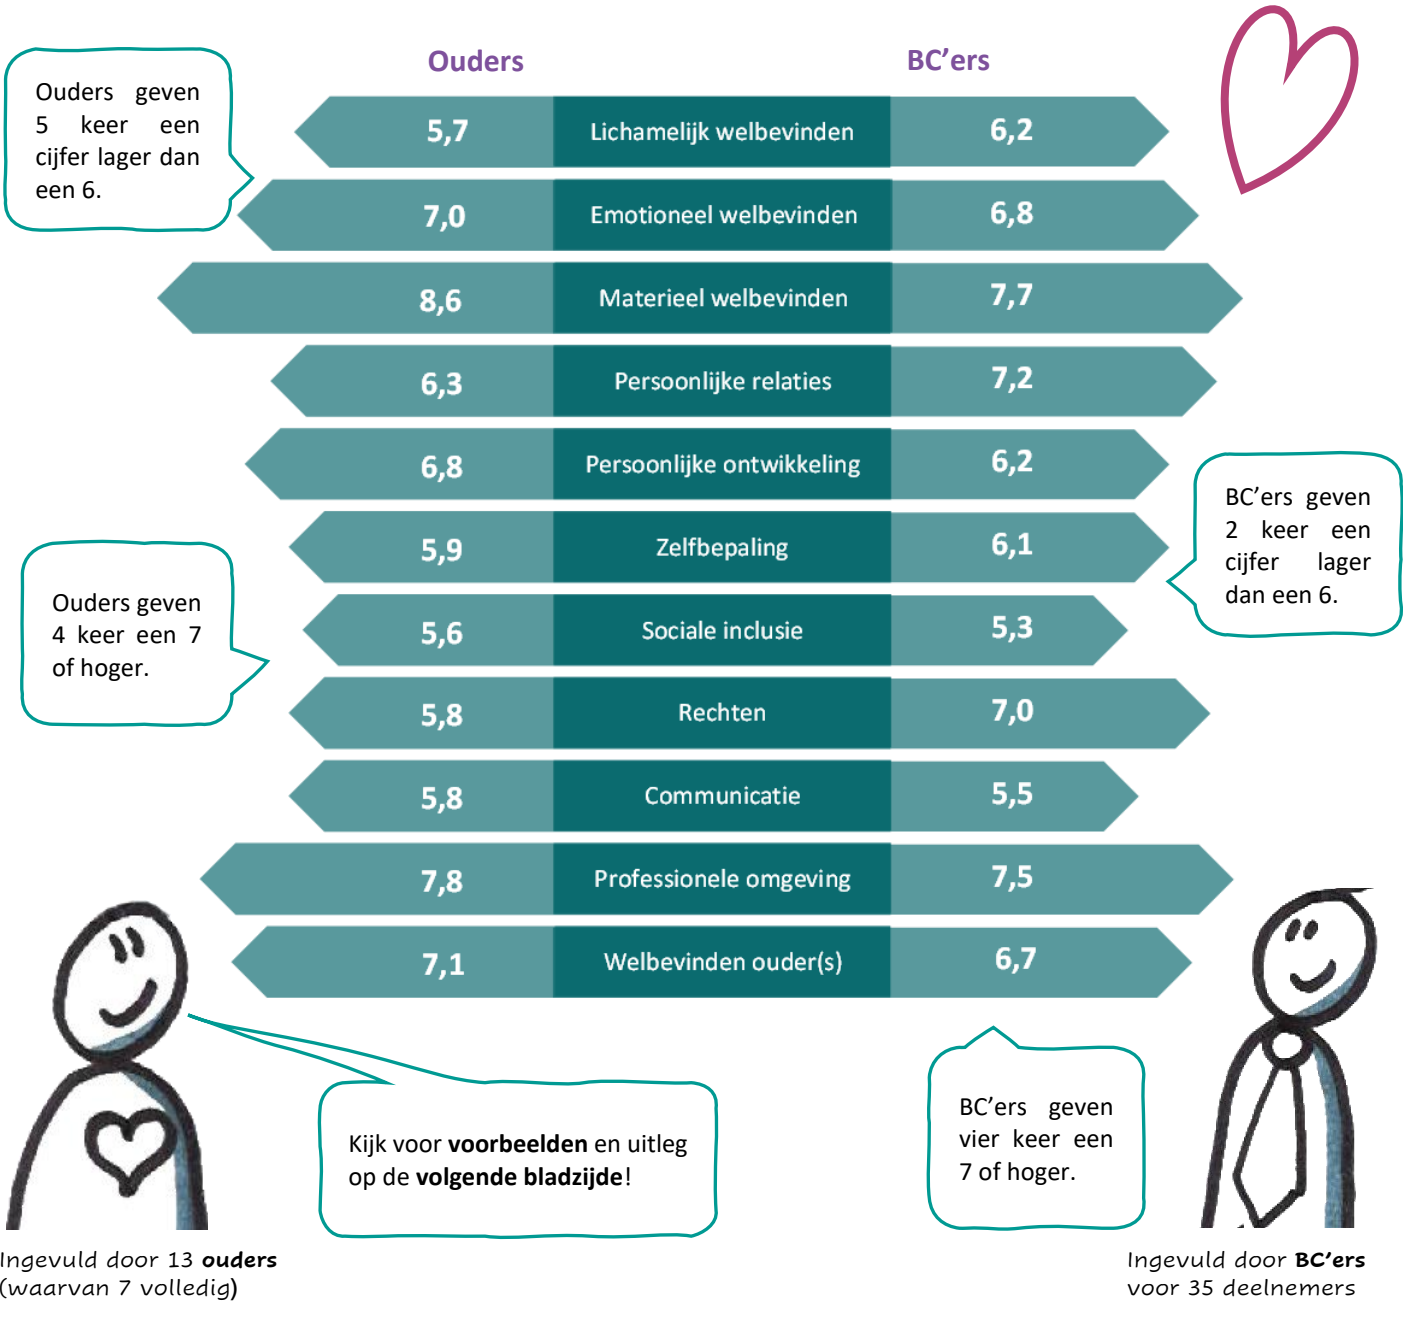 Ouders
BC’ers
Ouders geven
5 keer een
cijfer lager dan
een 6.
5,7 Lichamelijk welbevinden 6,2
7,0 Emotioneel welbevinden 6,8
8,6 Materieel welbevinden 7,7
6,3 Persoonlijke relaties 7,2
6,8 Persoonlijke ontwikkeling 6,2
5,9 Zelfbepaling 6,1
5,6 Sociale inclusie 5,3
5,8 Rechten 7,0
5,8 Communicatie 5,5
7,8 Professionele omgeving 7,5
7,1 Welbevinden ouder(s) 6,7
BC’ers geven
2 keer een
cijfer lager
dan een 6.
Ouders geven
4 keer een 7
of hoger.
Kijk voor voorbeelden en uitleg
op de volgende bladzijde!
BC’ers geven
vier keer een
7 of hoger.
Ingevuld door 13 ouders
(waarvan 7 volledig)
Ingevuld door BC’ers
voor 35 deelnemers